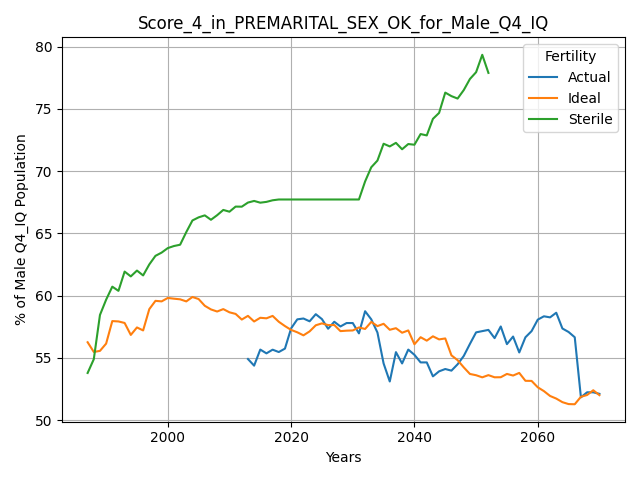 Score_4_in_PREMARITAL_SEX_OK_for_Male_Q4_IQ
% of Male Q4_IQ Population
80
75
70
65
60
55
50
Fertility
Actual
Ideal
Sterile
2000
2020
2040
2060
Years